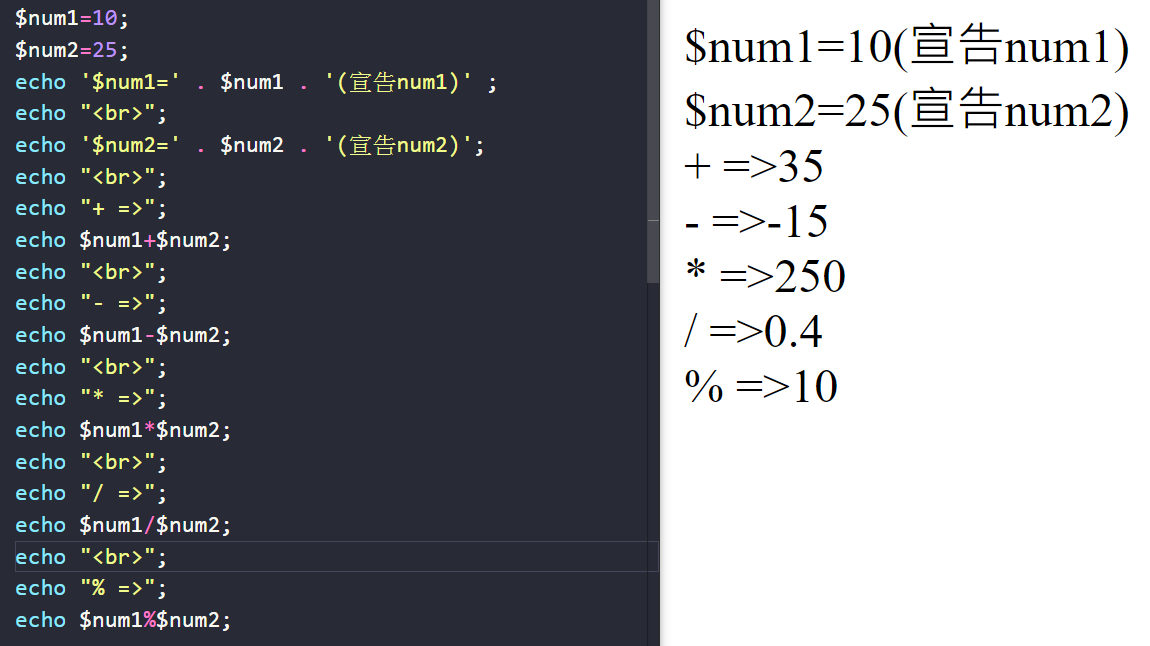 $num1=10;
$num2=25;
echo '$num1=' . $num1 . '(宣告num1)' ;
echo "<br>";
echo '$num2=' . $num2 . '(宣告num2)';
echo "<br>";
echo "+ =>";
echo $num1+$num2;
echo "<br>";
echo "- =>";
echo $num1-$num2;
echo "<br>";
echo "* =>";
echo $num1*$num2;
echo "<br>";
echo "/ =>";
echo $num1/$num2;
echo "<br>";
echo "% =>";
echo $num1%$num2;
$num1=10(宣告num1)
$num2=25(宣告num2)
+ =>35
- =>-15
* =>250
/ =>0.4
% =>10